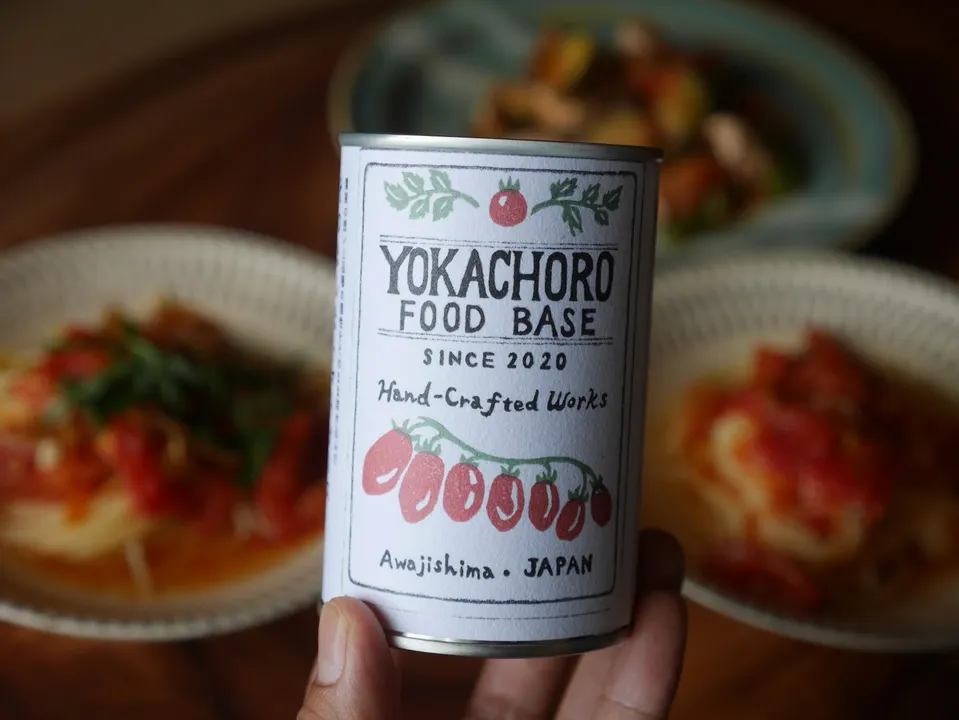 YOKACHORO
FOOD BASE
SINCE 2020
Hand-Crafted Works
Awajishima. JAPAN